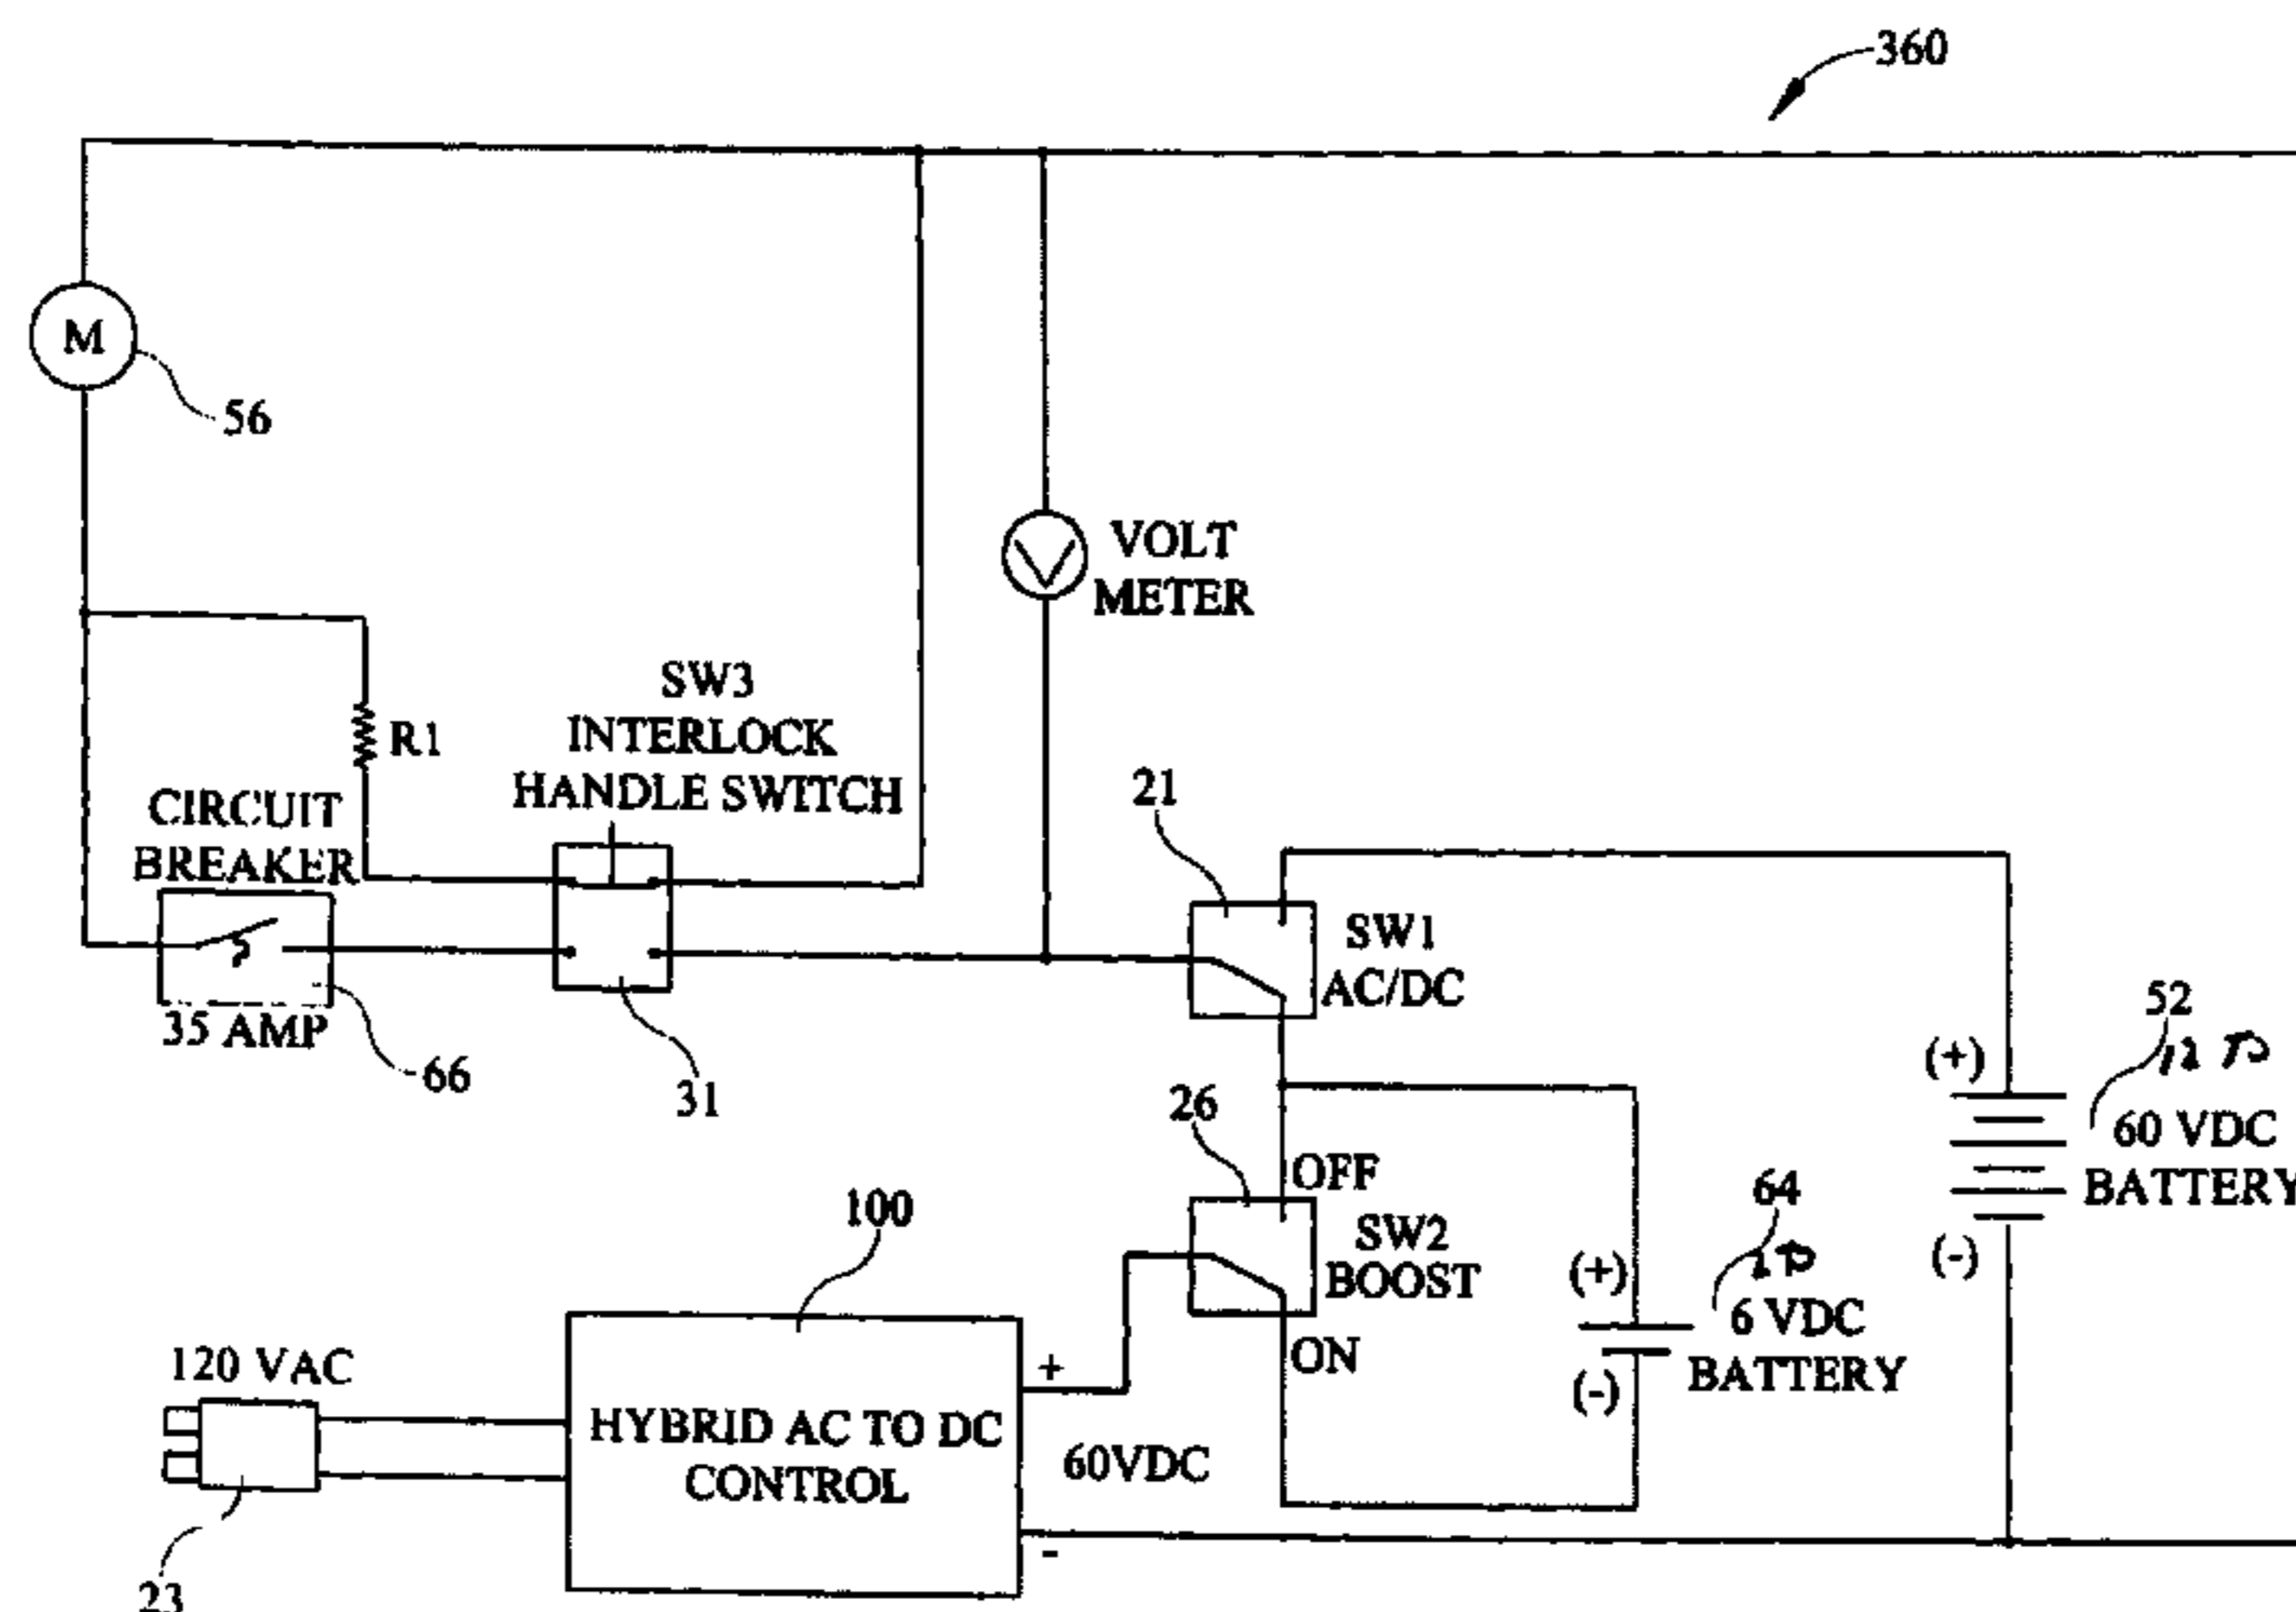 360
M
56
VOLT
METER
SW3
INTERLOCK
HANDLE SWITCH
R1
CIRCUIT
BREAKER
35 AMP
66
31
21
SW1
AC/DC
52
(+)
60 VDC
BATTERY
(-)
26
OFF
SW2
BOOST
ON
64
(+)
6 VDC
BATTERY
(-)
100
120 VAC
HYBRID AC TO DC
CONTROL
+
60VDC
-
23